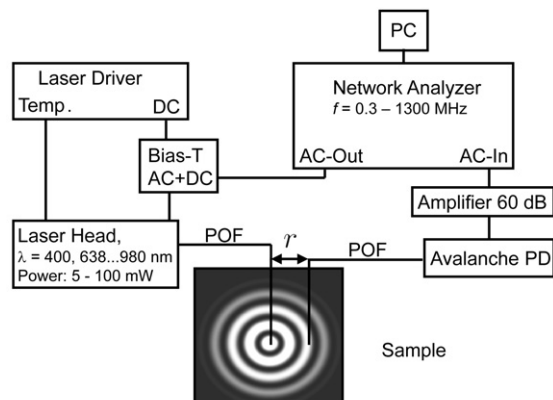 PC
Laser Driver
Temp. DC
Network Analyzer
f = 0.3 – 1300 MHz
AC-Out AC-In
Bias-T
AC+DC
Amplifier 60 dB
Laser Head,
λ = 400, 638...980 nm
Power: 5 - 100 mW
POF
r
POF
Avalanche PD
Sample